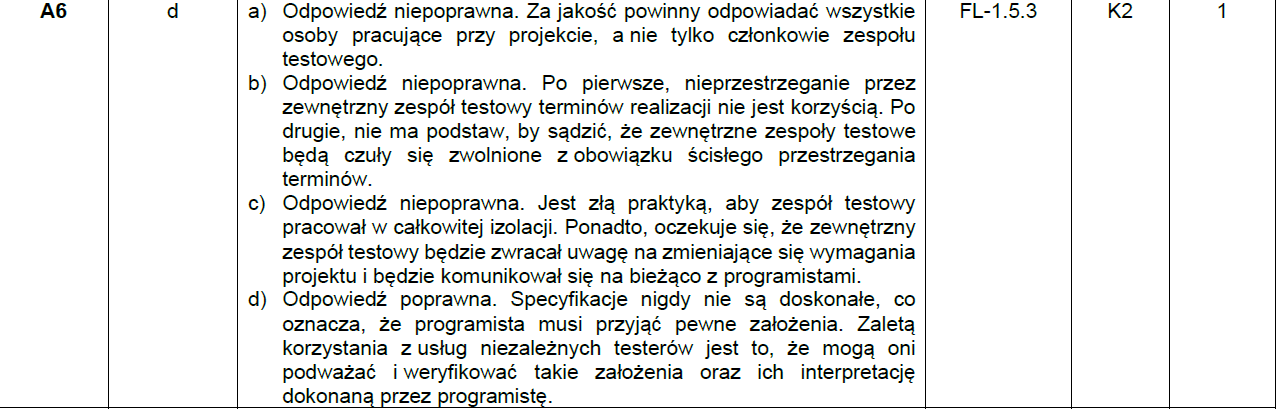 A6 d a) Odpowiedź niepoprawna. Za jakość powinny odpowiadać wszystkie FL-1.5.3 K2 1
osoby pracujące przy projekcie, a nie tylko członkowie zespołu
testowego.
b) Odpowiedź niepoprawna. Po pierwsze, nieprzestrzeganie przez
zewnętrzny zespół testowy terminów realizacji nie jest korzyścią. Po
drugie, nie ma podstaw, by sądzić, że zewnętrzne zespoły testowe
będą czuły się zwolnione z obowiązku ścisłego przestrzegania
terminów.
c) Odpowiedź niepoprawna. Jest złą praktyką, aby zespół testowy
pracował w całkowitej izolacji. Ponadto, oczekuje się, że zewnętrzny
zespół testowy będzie zwracał uwagę na zmieniające się wymagania
projektu i będzie komunikował się na bieżąco z programistami.
d) Odpowiedź poprawna. Specyfikacje nigdy nie są doskonałe, co
oznacza, że programista musi przyjąć pewne założenia. Zaletą
korzystania z usług niezależnych testerów jest to, że mogą oni
podważać i weryfikować takie założenia oraz ich interpretację
dokonaną przez programistę.